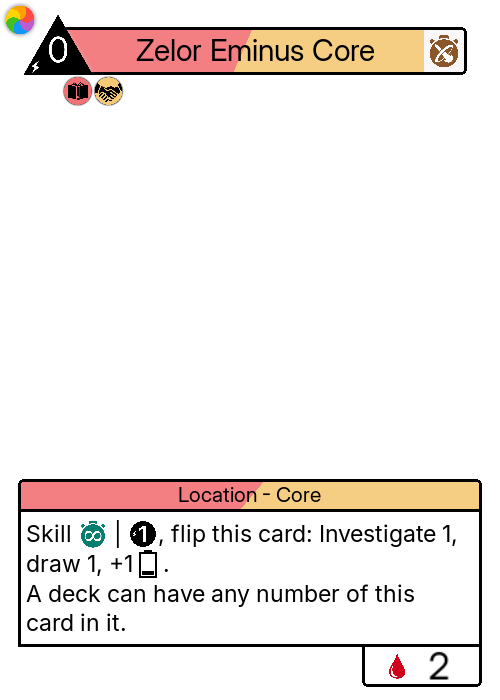 0
Zelor Eminus Core
Location - Core
Skill ∞ | 1, flip this card: Investigate 1,
draw 1, +1 .
A deck can have any number of this
card in it.
2